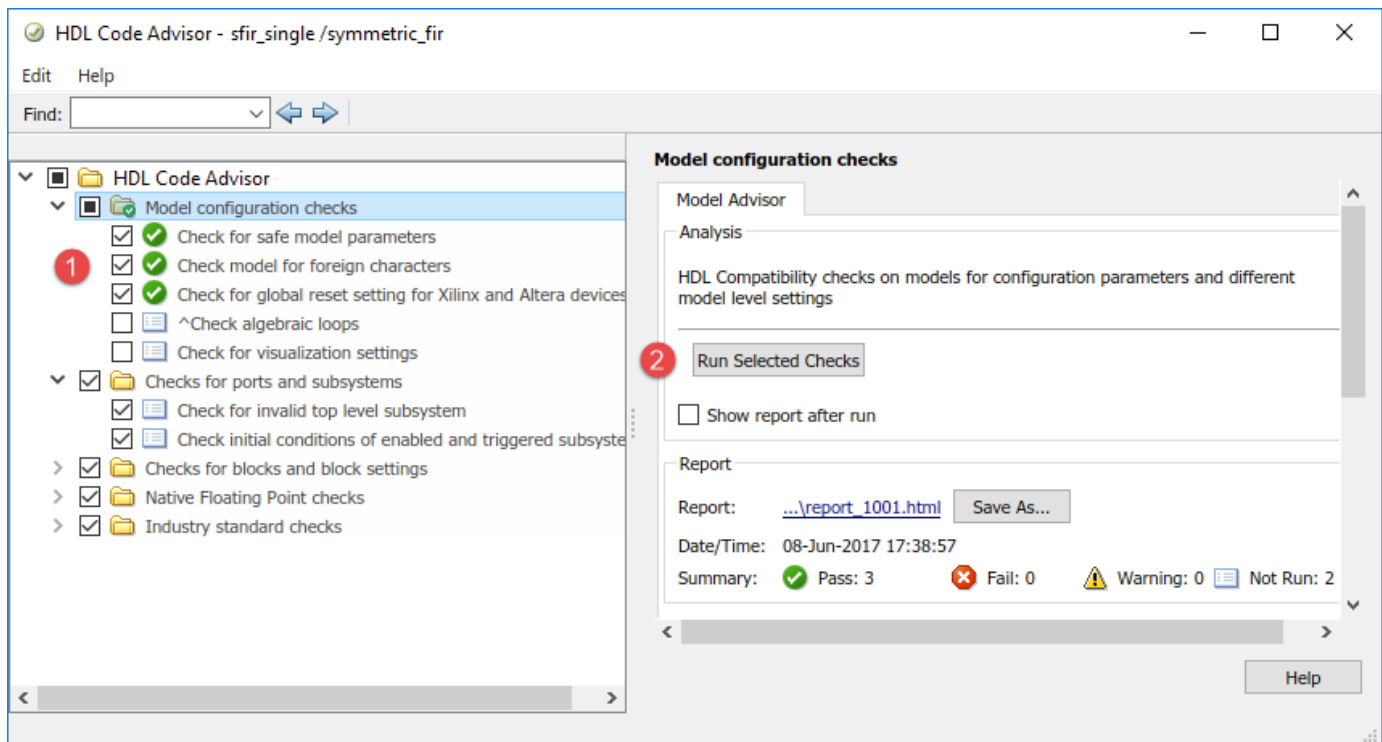 HDL Code Advisor - sfir_single /symmetric_fir
Edit Help
Find:
HDL Code Advisor
Model configuration checks
Check for safe model parameters
1
Check model for foreign characters
Check for global reset setting for Xilinx and Altera devices
^Check algebraic loops
Check for visualization settings
Checks for ports and subsystems
Check for invalid top level subsystem
Check initial conditions of enabled and triggered subsyste
Checks for blocks and block settings
Native Floating Point checks
Industry standard checks
Model configuration checks
Model Advisor
Analysis
HDL Compatibility checks on models for configuration parameters and different
model level settings
2 Run Selected Checks
Show report after run
Report
Report: ...\report_1001.html Save As...
Date/Time: 08-Jun-2017 17:38:57
Summary: Pass: 3 Fail: 0 Warning: 0 Not Run: 2
Help